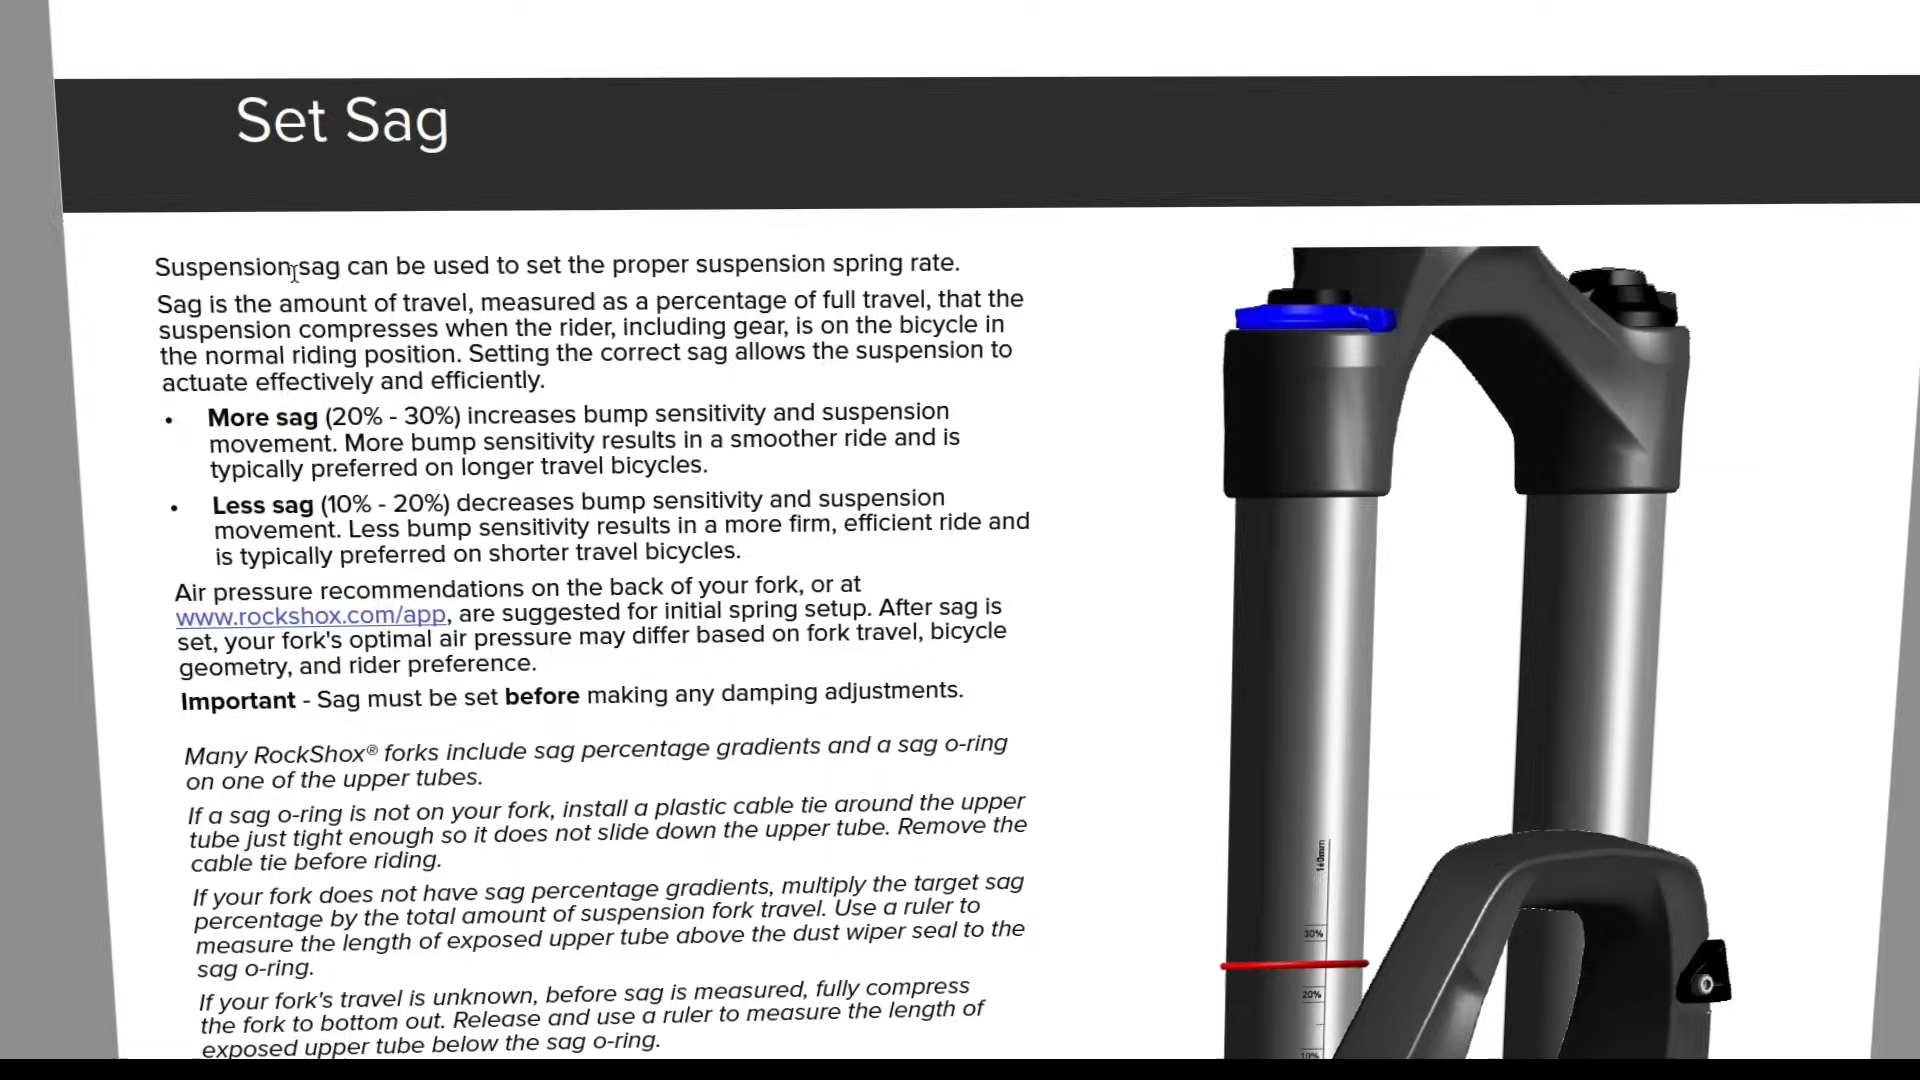 Set Sag
Suspension sag can be used to set the proper suspension spring rate.
Sag is the amount of travel, measured as a percentage of full travel, that the
suspension compresses when the rider, including gear, is on the bicycle in
the normal riding position. Setting the correct sag allows the suspension to
actuate effectively and efficiently.
• More sag (20% - 30%) increases bump sensitivity and suspension
movement. More bump sensitivity results in a smoother ride and is
typically preferred on longer travel bicycles.
• Less sag (10% - 20%) decreases bump sensitivity and suspension
movement. Less bump sensitivity results in a more firm, efficient ride and
is typically preferred on shorter travel bicycles.
Air pressure recommendations on the back of your fork, or at
www.rockshox.com/app, are suggested for initial spring setup. After sag is
set, your fork's optimal air pressure may differ based on fork travel, bicycle
geometry, and rider preference.
Important - Sag must be set before making any damping adjustments.
Many RockShox® forks include sag percentage gradients and a sag o-ring
on one of the upper tubes.
If a sag o-ring is not on your fork, install a plastic cable tie around the upper
tube just tight enough so it does not slide down the upper tube. Remove the
cable tie before riding.
If your fork does not have sag percentage gradients, multiply the target sag
percentage by the total amount of suspension fork travel. Use a ruler to
measure the length of exposed upper tube above the dust wiper seal to the
sag o-ring.
If your fork's travel is unknown, before sag is measured, fully compress
the fork to bottom out. Release and use a ruler to measure the length of
exposed upper tube below the sag o-ring.
160mm
30%
20%
10%